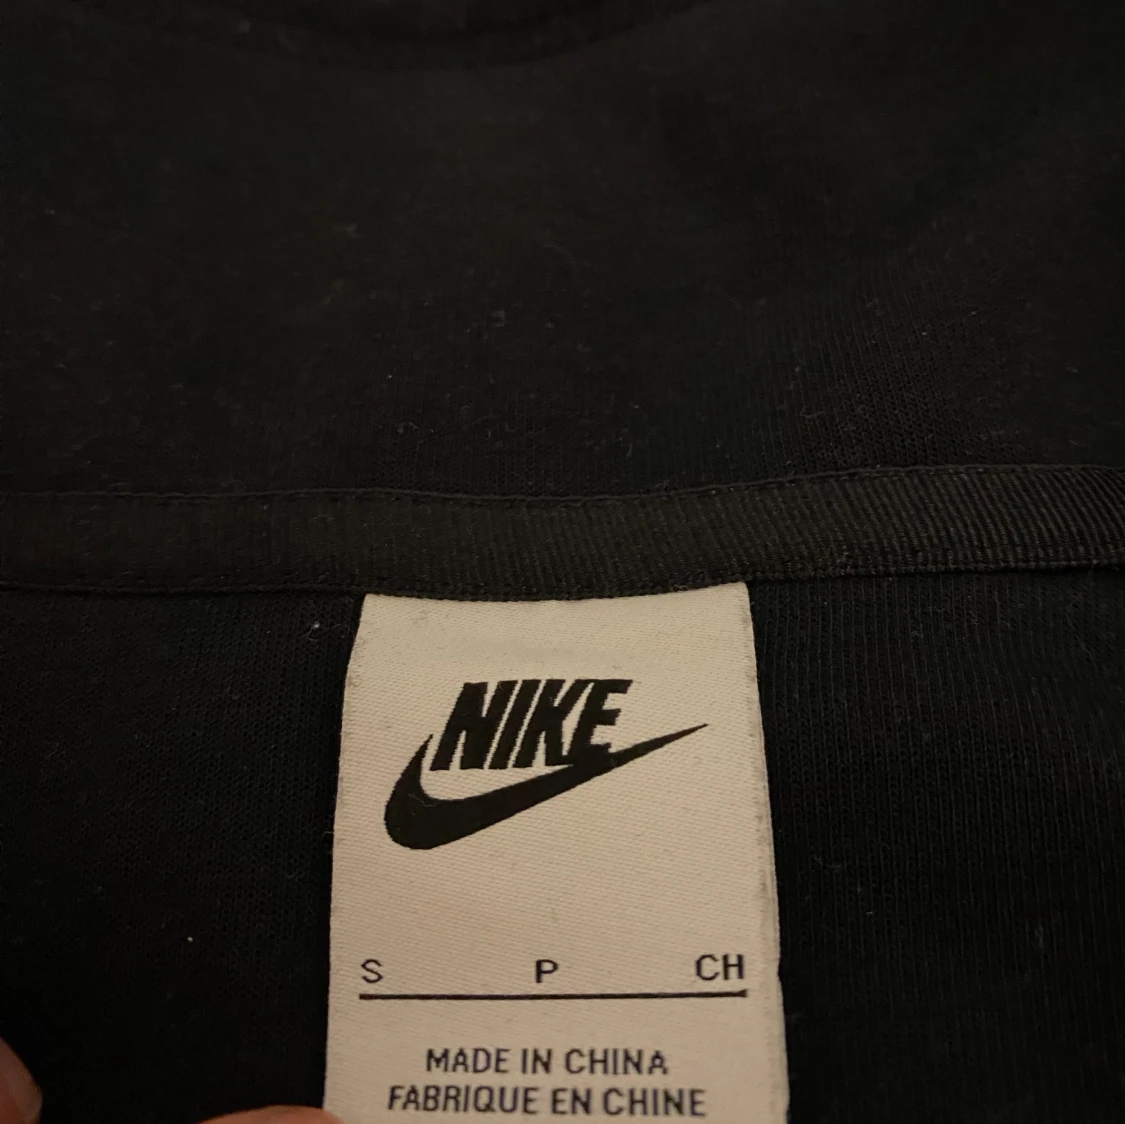 NIKE
S P CH
MADE IN CHINA
FABRIQUE EN CHINE